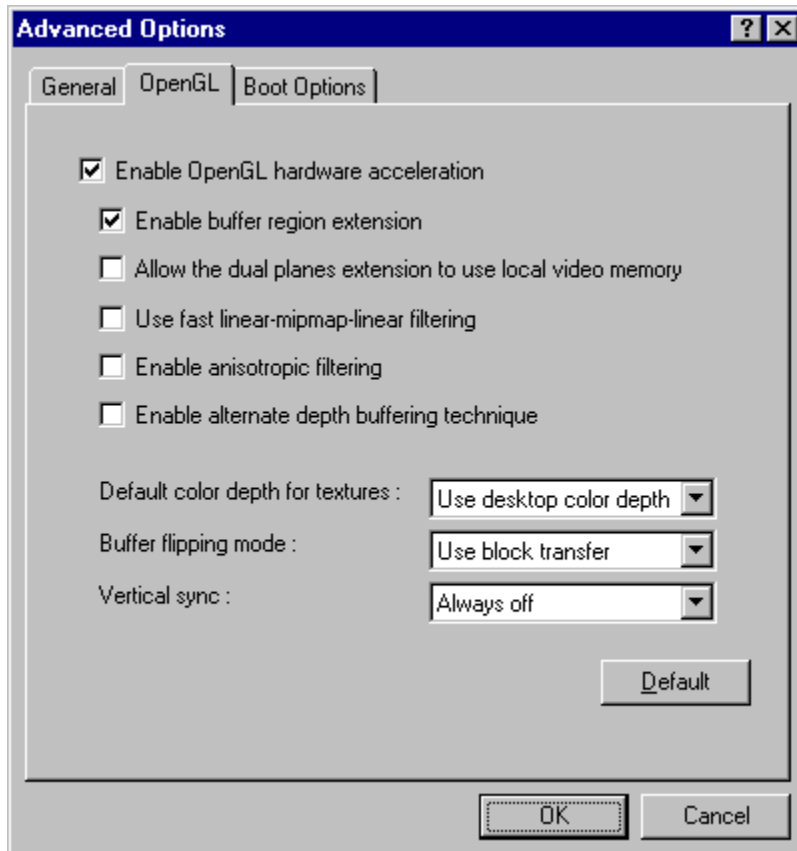 Advanced Options
General OpenGL Boot Options
Enable OpenGL hardware acceleration
Enable buffer region extension
Allow the dual planes extension to use local video memory
Use fast linear-mipmap-linear filtering
Enable anisotropic filtering
Enable alternate depth buffering technique
Default color depth for textures : Use desktop color depth
Buffer flipping mode : Use block transfer
Vertical sync : Always off
Default
OK Cancel